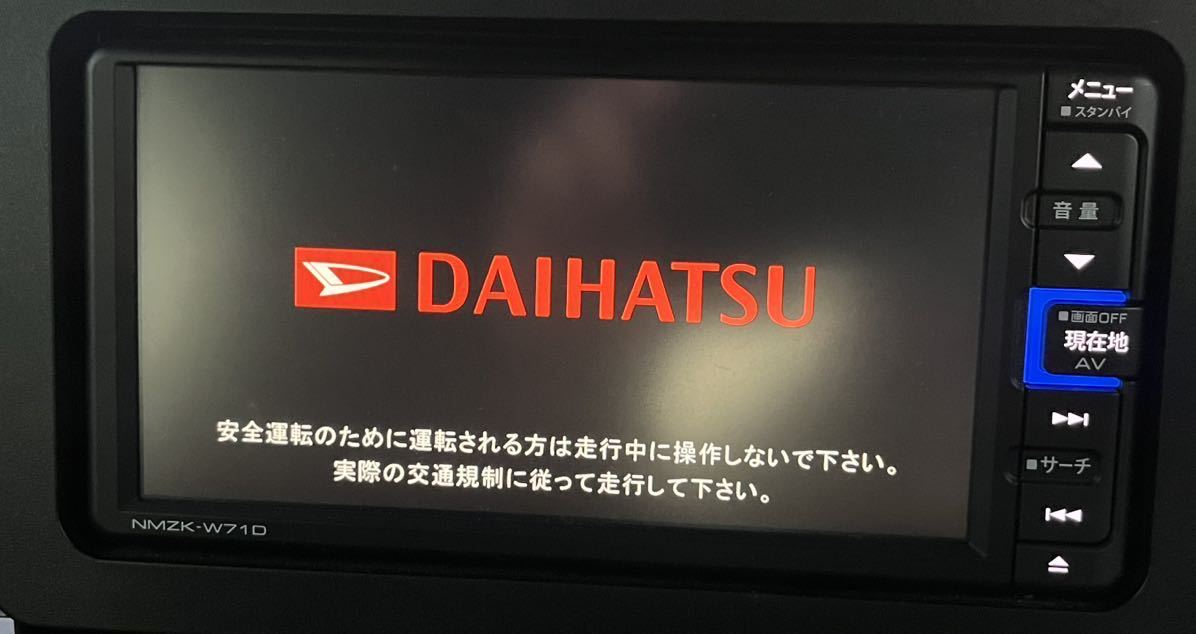 DAIHATSU
安全運転のために運転される方は走行中に操作しないで下さい。
実際の交通規制に従って走行して下さい。
NMZK-W71D
メニュー
■スタンバイ
音量
■画面OFF
現在地
AV
■サーチ